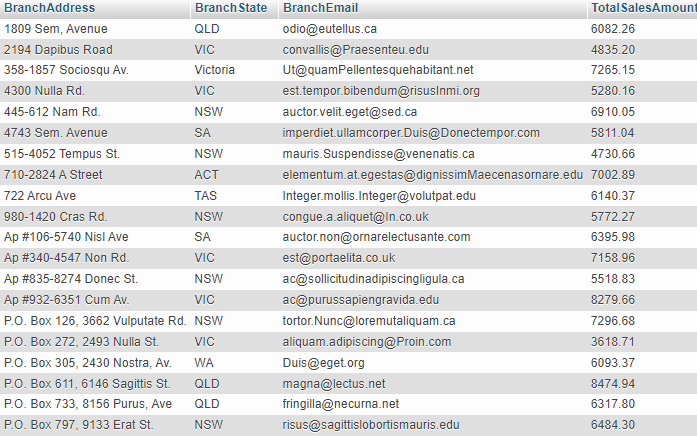 BranchAddress BranchState BranchEmail TotalSalesAmount
1809 Sem, Avenue QLD odio@eutellus.ca 6082.26
2194 Dapibus Road VIC convallis@Praesenteu.edu 4835.20
358-1857 Sociosqu Av. Victoria Ut@quamPellentesquehabitant.net 7265.15
4300 Nulla Rd. VIC est.tempor.bibendum@risusInmi.org 5280.16
445-612 Nam Rd. NSW auctor.velit.eget@sed.ca 6910.05
4743 Sem. Avenue SA imperdiet.ullamcorper.Duis@Donectempor.com 5811.04
515-4052 Tempus St. NSW mauris.Suspendisse@venenatis.ca 4730.66
710-2824 A Street ACT elementum.at.egestas@dignissimMaecenasornare.edu 7002.89
722 Arcu Ave TAS Integer.mollis.Integer@volutpat.edu 6140.37
980-1420 Cras Rd. NSW congue.a.aliquet@In.co.uk 5772.27
Ap #106-5740 Nisl Ave SA auctor.non@ornarelectusante.com 6395.98
Ap #340-4547 Non Rd. VIC est@portaelita.co.uk 7158.96
Ap #835-8274 Donec St. NSW ac@sollicitudinadipiscingligula.ca 5518.83
Ap #932-6351 Cum Av. VIC ac@purussapiengravida.edu 8279.66
P.O. Box 126, 3662 Vulputate Rd. NSW tortor.Nunc@loremutaliquam.ca 7296.68
P.O. Box 272, 2493 Nulla St. VIC aliquam.adipiscing@Proin.com 3618.71
P.O. Box 305, 2430 Nostra, Av. WA Duis@eget.org 6093.37
P.O. Box 611, 6146 Sagittis St. QLD magna@lectus.net 8474.94
P.O. Box 733, 8156 Purus, Ave QLD fringilla@necurna.net 6317.80
P.O. Box 797, 9133 Erat St. NSW risus@sagittislobortismauris.edu 6484.30